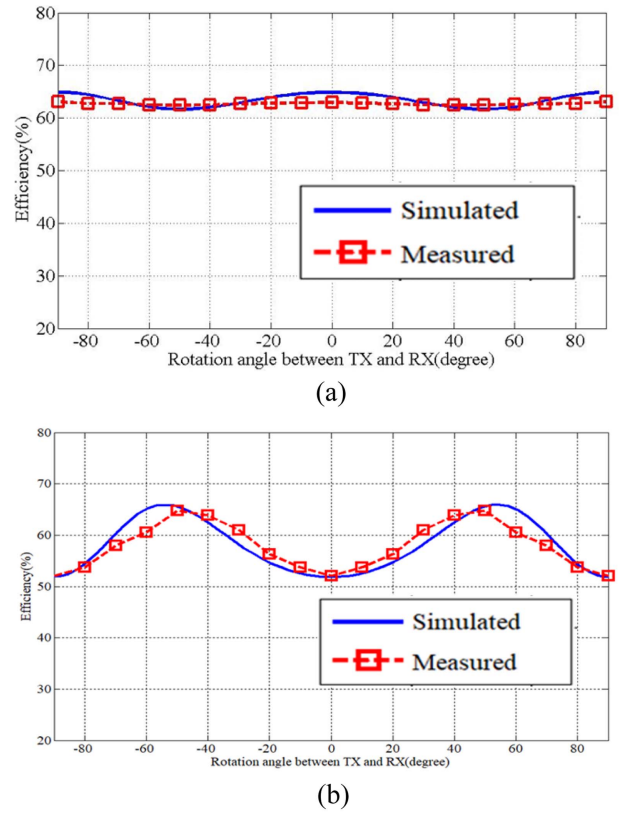 80
70
60
50
40
30
20
Efficiency(%)
Simulated
Measured
-80 -60 -40 -20 0 20 40 60 80
Rotation angle between TX and RX(degree)
(a)
80
70
60
50
40
30
20
Efficiency(%)
Simulated
Measured
-80 -60 -40 -20 0 20 40 60 80
Rotation angle between TX and RX(degree)
(b)